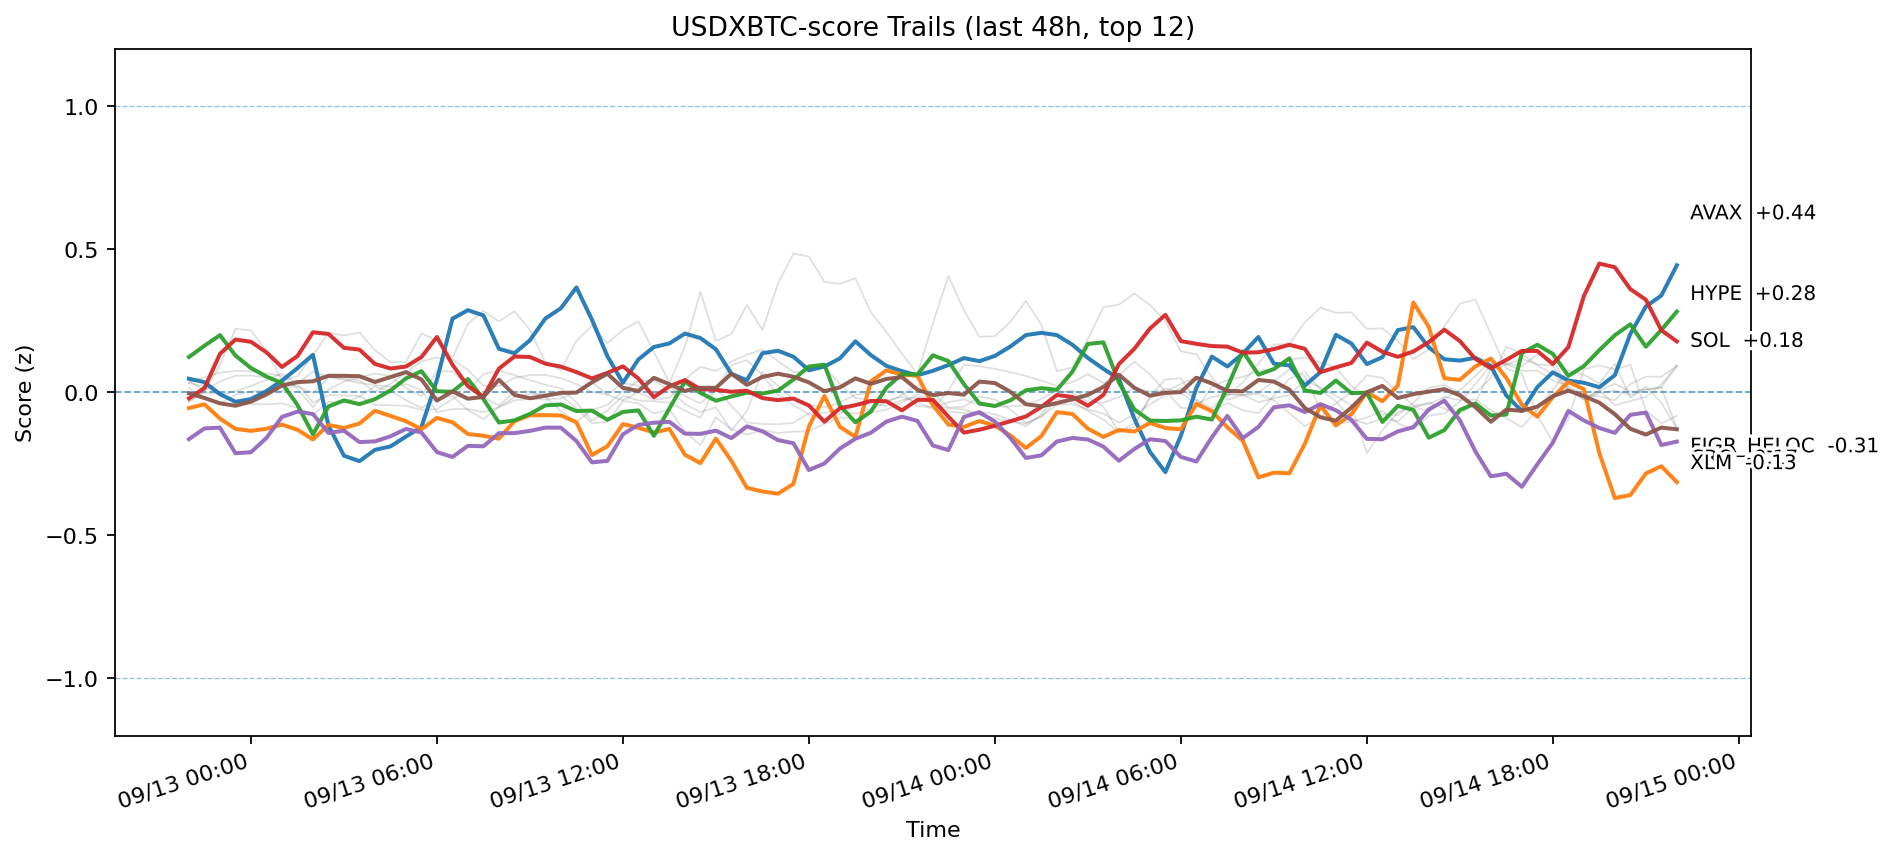 USDXBTC-score Trails (last 48h, top 12)
Score (z)
1.0
0.5
0.0
−0.5
−1.0
AVAX +0.44
HYPE +0.28
SOL +0.18
FIGR_HELOC -0.31
XLM -0.13
09/13 00:00
09/13 06:00
09/13 12:00
09/13 18:00
09/14 00:00
09/14 06:00
09/14 12:00
09/14 18:00
09/15 00:00
Time